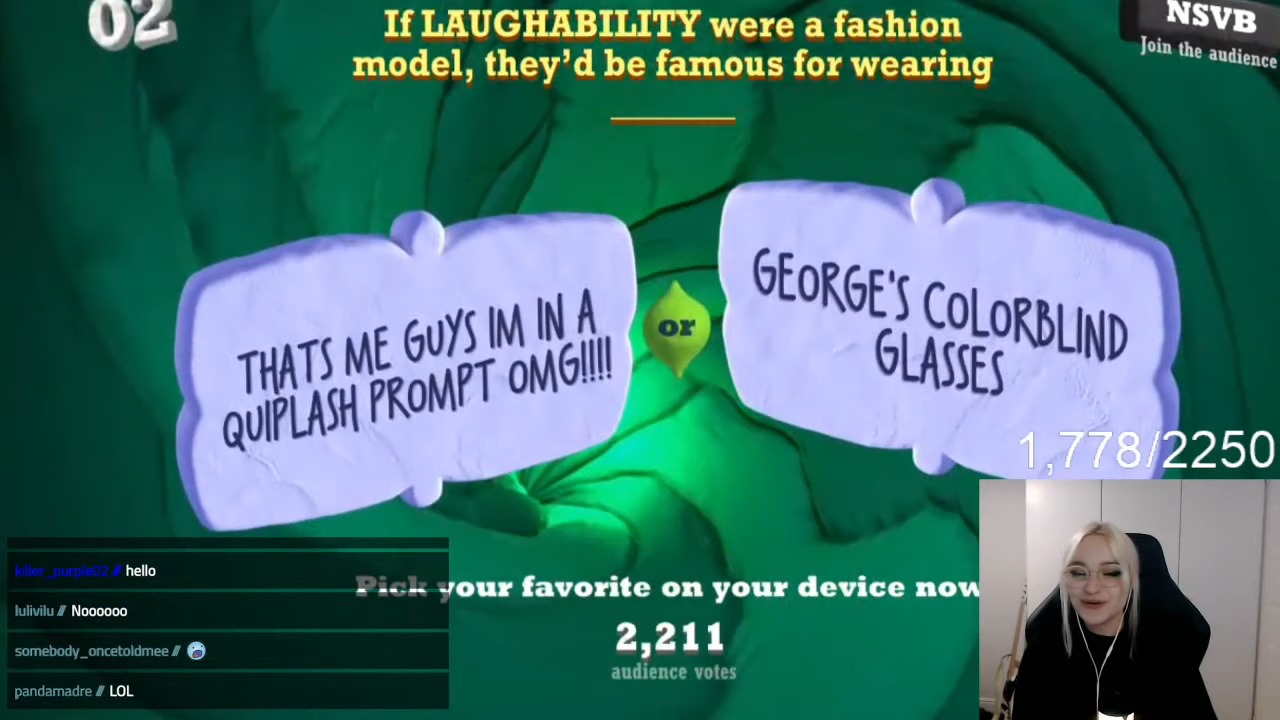 02
If LAUGHABILITY were a fashion
model, they'd be famous for wearing
NSVB
Join the audience
THATS ME GUYS IM IN A
QUIPLASH PROMPT OMG!!!!
or
GEORGE'S COLORBLIND
GLASSES
1,778/2250
killer_purple02 // hello
lulivilu // Noooooo
somebody_oncetoldmee //
pandamadre // LOL
Pick your favorite on your device now
2,211
audience votes